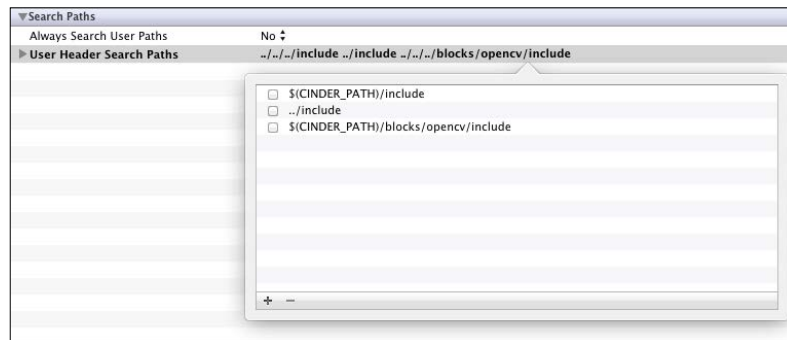 Search Paths
Always Search User Paths No
User Header Search Paths ../../../include ../include ../../../blocks/opencv/include
$(CINDER_PATH)/include
../include
$(CINDER_PATH)/blocks/opencv/include
+ −